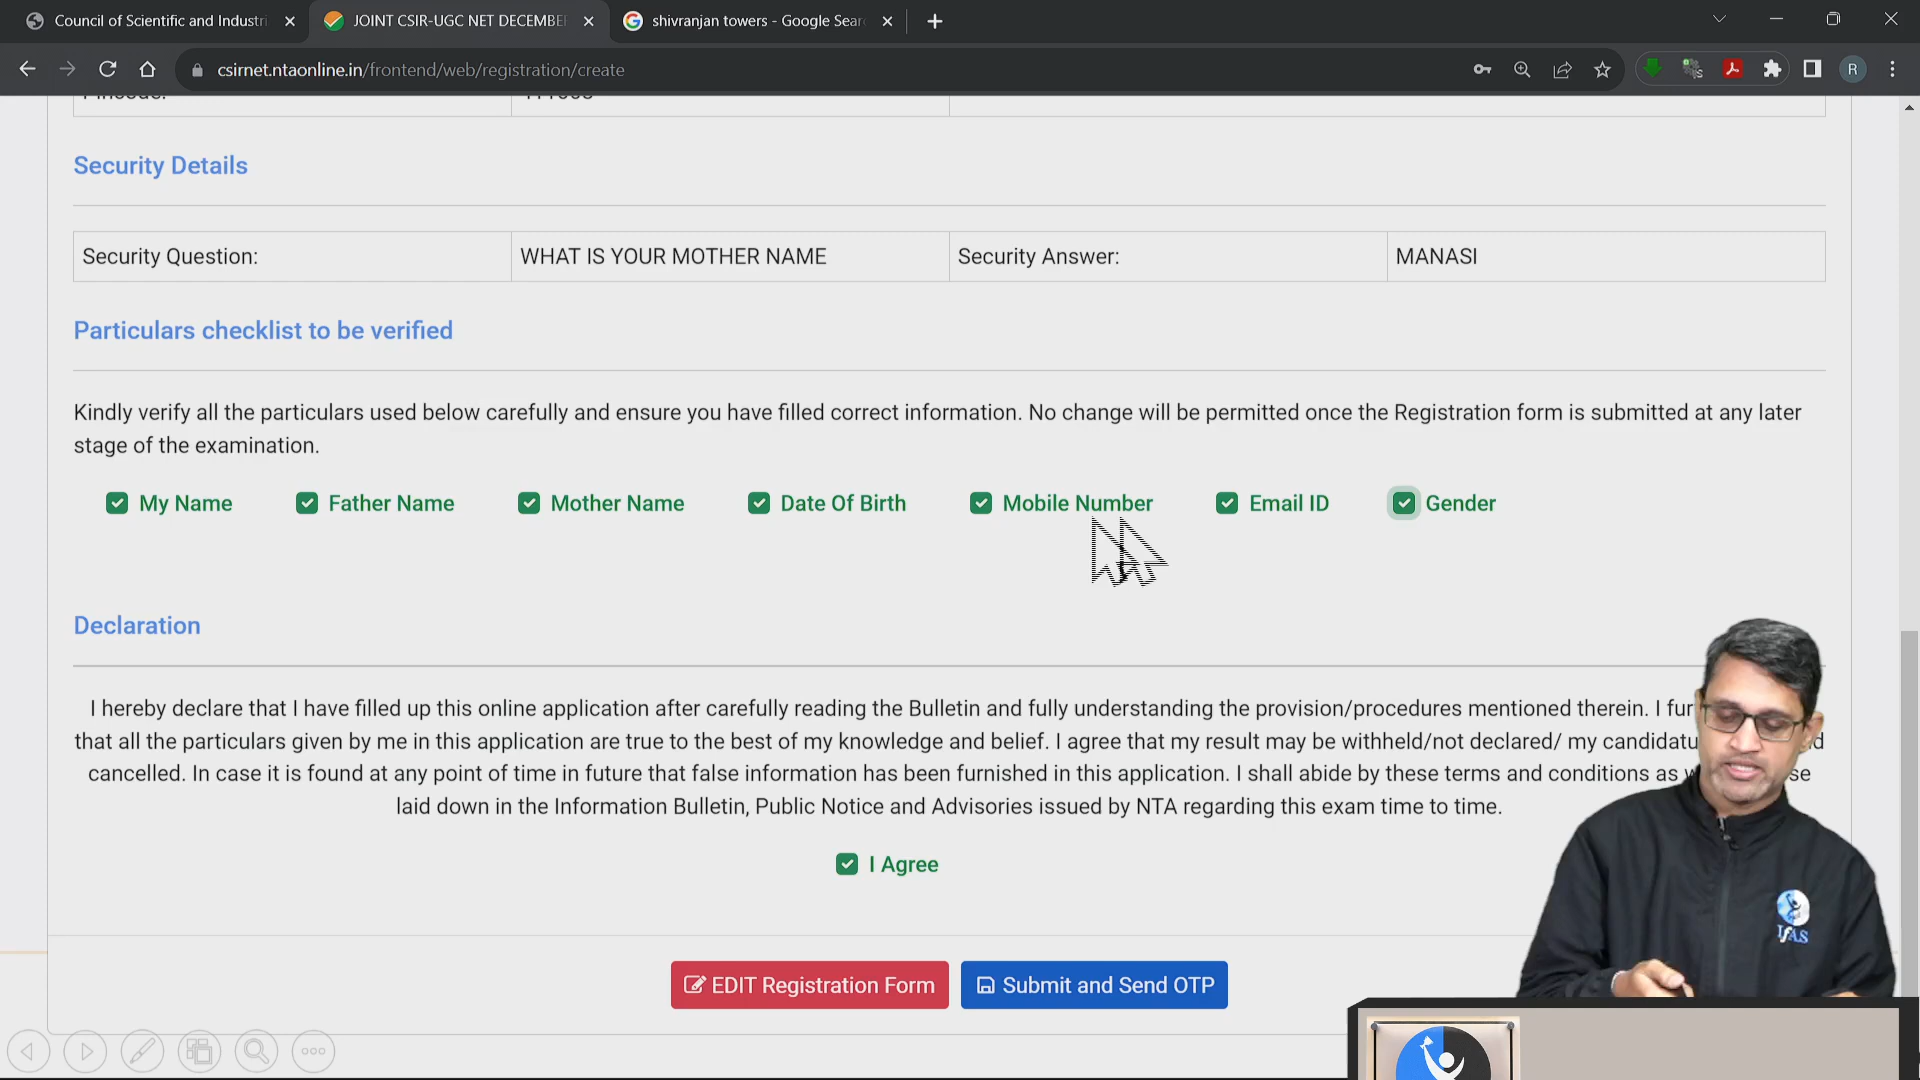 Council of Scientific and Industri
JOINT CSIR-UGC NET DECEMBE
shivranjan towers - Google Sear
csirnet.ntaonline.in/frontend/web/registration/create
R
Security Details
Security Question:
WHAT IS YOUR MOTHER NAME
Security Answer:
MANASI
Particulars checklist to be verified
Kindly verify all the particulars used below carefully and ensure you have filled correct information. No change will be permitted once the Registration form is submitted at any later
stage of the examination.
My Name
Father Name
Mother Name
Date Of Birth
Mobile Number
Email ID
Gender
Declaration
I hereby declare that I have filled up this online application after carefully reading the Bulletin and fully understanding the provision/procedures mentioned therein. I fur
that all the particulars given by me in this application are true to the best of my knowledge and belief. I agree that my result may be withheld/not declared/ my candidatu
cancelled. In case it is found at any point of time in future that false information has been furnished in this application. I shall abide by these terms and conditions as w se
laid down in the Information Bulletin, Public Notice and Advisories issued by NTA regarding this exam time to time.
I Agree
IFAS
EDIT Registration Form
Submit and Send OTP